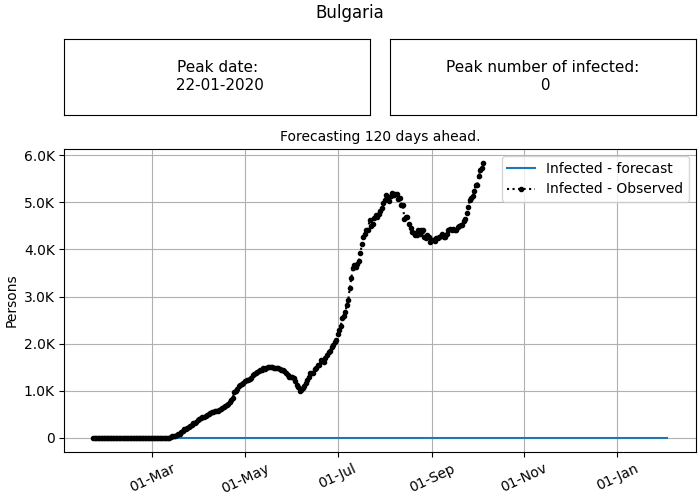 Bulgaria
Peak date:
22-01-2020
Peak number of infected:
0
Forecasting 120 days ahead.
6.0K
5.0K
4.0K
3.0K
2.0K
1.0K
0
Persons
Infected - forecast
Infected - Observed
01-Mar
01-May
01-Jul
01-Sep
01-Nov
01-Jan